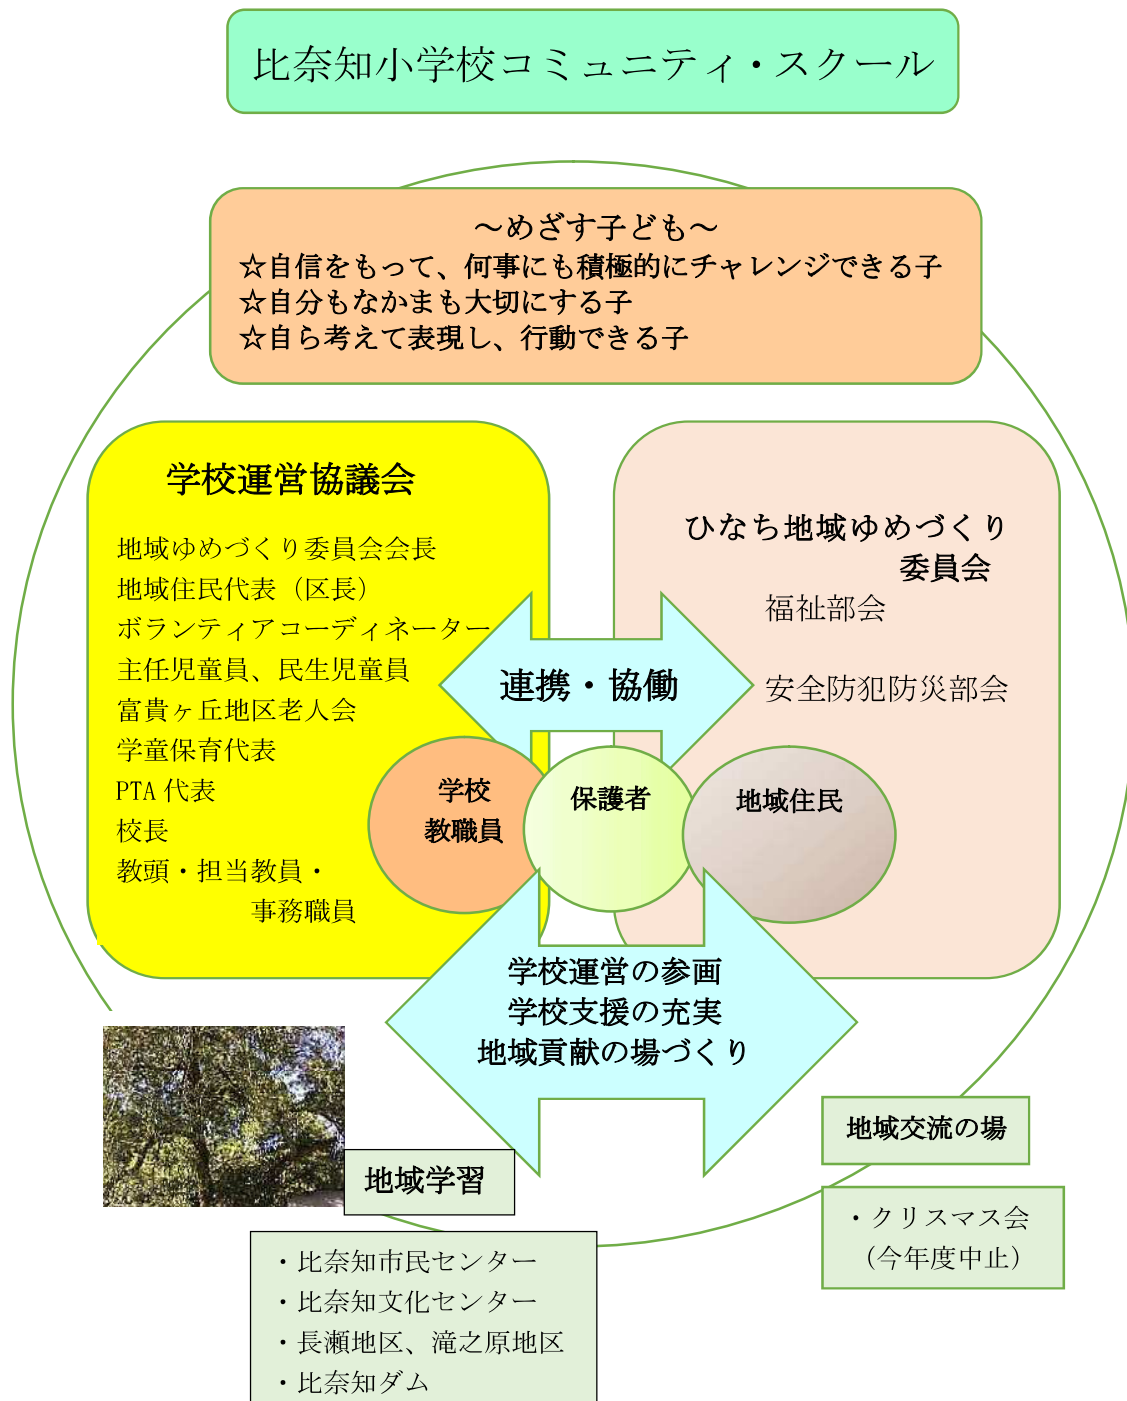 比奈知小学校コミュニティ・スクール
～めざす子ども～
☆自信をもって、何事にも積極的にチャレンジできる子
☆自分もなかまも大切にする子
☆自ら考えて表現し、行動できる子
学校運営協議会
地域ゆめづくり委員会会長
地域住民代表（区長）
ボランティアコーディネーター
主任児童員、民生児童員
富貴ヶ丘地区老人会
学童保育代表
PTA 代表
校長
教頭・担当教員・
事務職員
ひなち地域ゆめづくり
委員会
福祉部会
安全防犯防災部会
連携・協働
学校
教職員
保護者
地域住民
学校運営の参画
学校支援の充実
地域貢献の場づくり
地域学習
・比奈知市民センター
・比奈知文化センター
・長瀬地区、滝之原地区
・比奈知ダム
地域交流の場
・クリスマス会
（今年度中止）